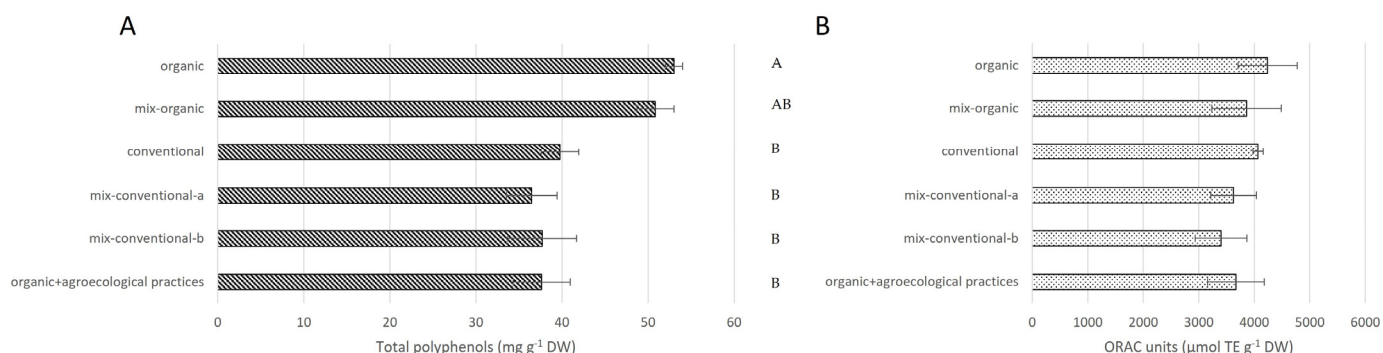 A
organic
A
mix-organic
AB
conventional
B
mix-conventional-a
B
mix-conventional-b
B
organic+agroecological practices
B
0 10 20 30 40 50 60
Total polyphenols (mg g⁻¹ DW)
B
organic
mix-organic
conventional
mix-conventional-a
mix-conventional-b
organic+agroecological practices
0 1000 2000 3000 4000 5000 6000
ORAC units (μmol TE g⁻¹ DW)